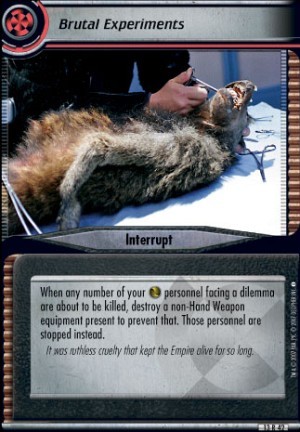 Brutal Experiments
Interrupt
When any number of your personnel facing a dilemma
are about to be killed, destroy a non-Hand Weapon
equipment present to prevent that. Those personnel are
stopped instead.
It was ruthless cruelty that kept the Empire alive for so long.
13 R 47